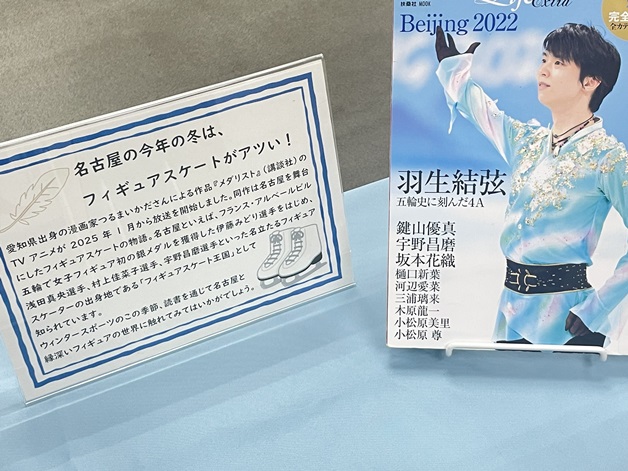 名古屋の今年の冬は、
フィギュアスケートがアツい！
愛知県出身の漫画家つるまいかださんによる作品『メダリスト』（講談社）の
TVアニメが2025年1月から放送を開始しました。同作は名古屋を舞台
にしたフィギュアスケートの物語。名古屋といえば、フランス・アルベールビル
五輪で女子フィギュア初の銀メダルを獲得した伊藤みどり選手をはじめ、
浅田真央選手、村上佳菜子選手、宇野昌磨選手といった名立たるフィギュア
スケーターの出身地である「フィギュアスケート王国」として
知られています。
ウィンタースポーツのこの季節、読書を通じて名古屋と
縁深いフィギュアの世界に触れてみてはいかがでしょう。
扶桑社 MOOK
Life Extra
Beijing 2022
羽生結弦
五輪史に刻んだ4A
鍵山優真
宇野昌磨
坂本花織
樋口新葉
河辺愛菜
三浦璃来
木原龍一
小松原美里
小松原 尊